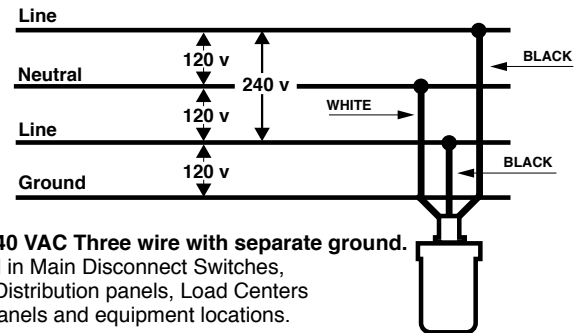 Line
120 v
BLACK
Neutral
240 v
WHITE
120 v
Line
120 v
BLACK
Ground
40 VAC Three wire with separate ground.
in Main Disconnect Switches,
Distribution panels, Load Centers
anels and equipment locations.